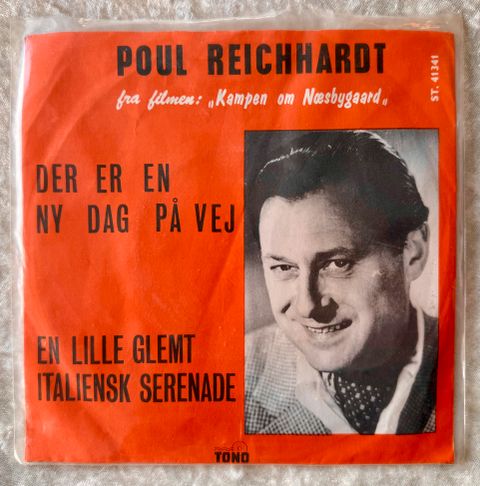 POUL REICHHARDT
fra filmen: „Kampen om Næsbygaard„
ST. 41341
DER ER EN
NY DAG PÅ VEJ
EN LILLE GLEMT
ITALIENSK SERENADE
TONO